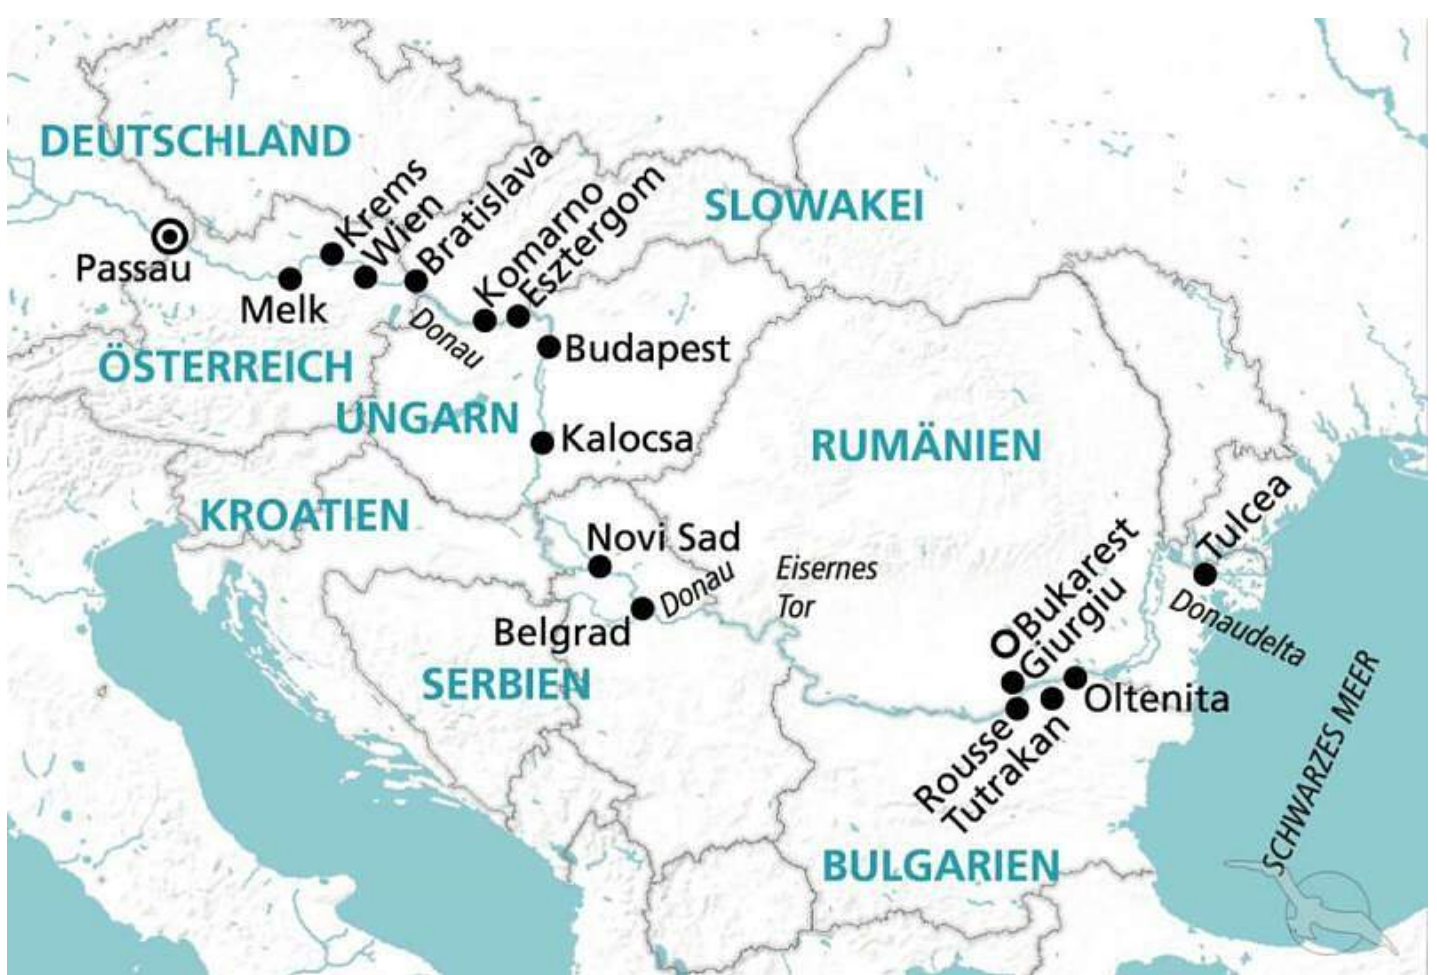 DEUTSCHLAND
Krems
Wien
Bratislava
Komarno
Esztergom
SLOWAKEI
Passau
Melk
Donau
Budapest
ÖSTERREICH
UNGARN
Kalocsa
RUMÄNIEN
KROATIEN
Novi Sad
Donau
Eisernes
Tor
Belgrad
SERBIEN
Bukarest
Giurgiu
Tulcea
Donaudelta
Oltenita
Rousse
Tutrakan
SCHWARZES MEER
BULGARIEN